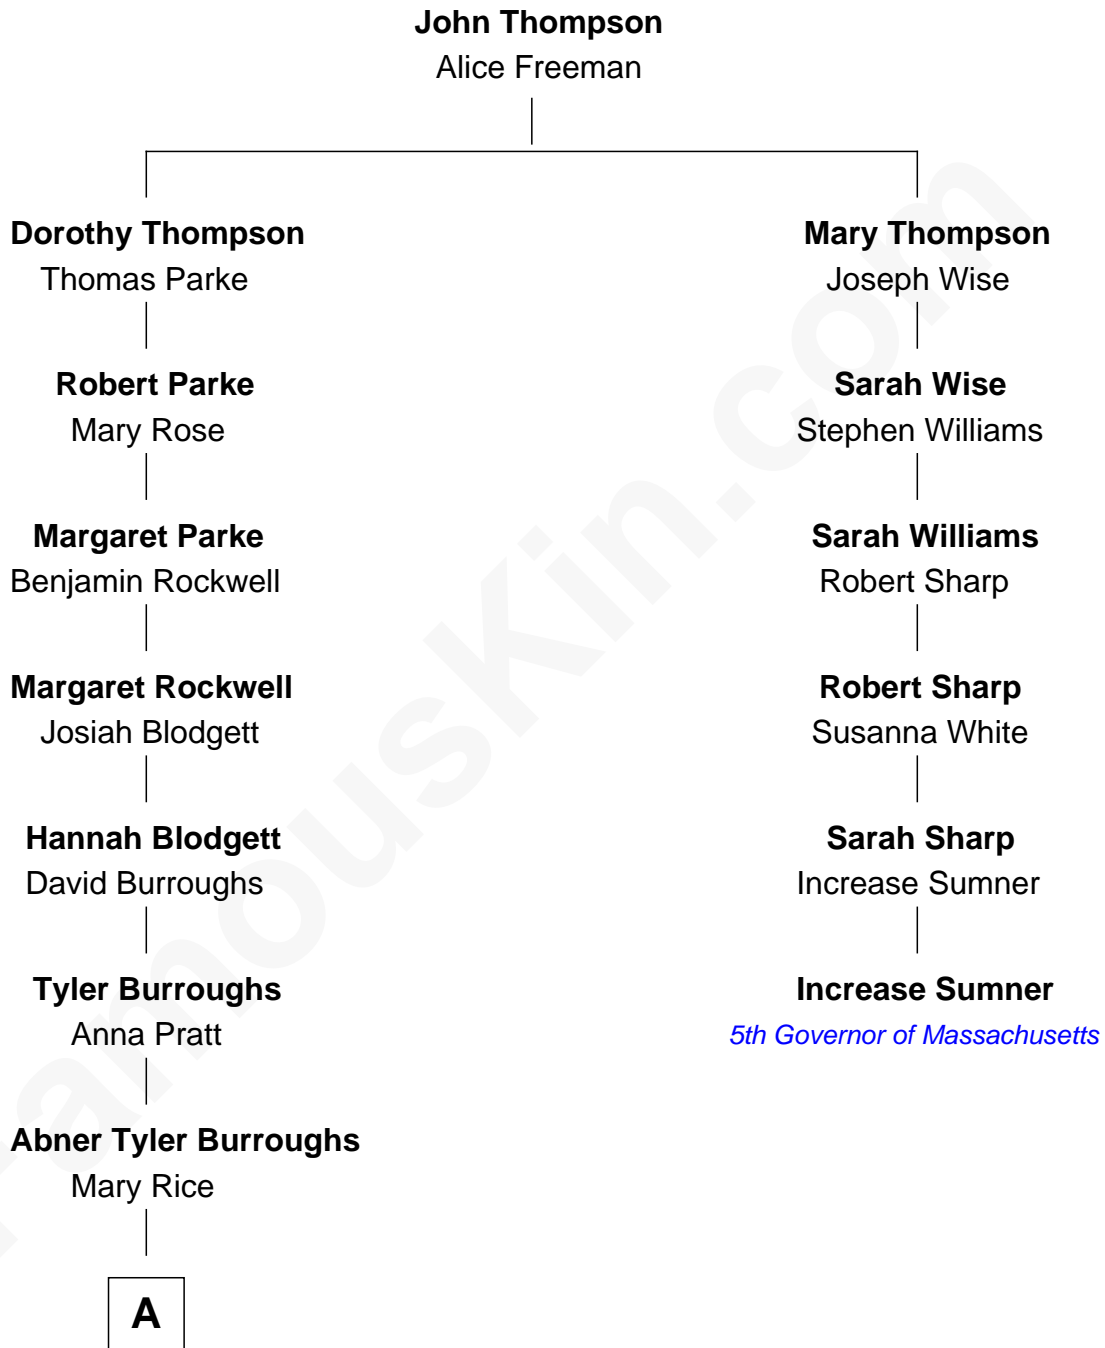 John Thompson
Alice Freeman
Dorothy Thompson
Thomas Parke
Mary Thompson
Joseph Wise
Robert Parke
Mary Rose
Sarah Wise
Stephen Williams
Margaret Parke
Benjamin Rockwell
Sarah Williams
Robert Sharp
Margaret Rockwell
Josiah Blodgett
Robert Sharp
Susanna White
Hannah Blodgett
David Burroughs
Sarah Sharp
Increase Sumner
Tyler Burroughs
Anna Pratt
Increase Sumner
5th Governor of Massachusetts
Abner Tyler Burroughs
Mary Rice
A
FamousKin.com